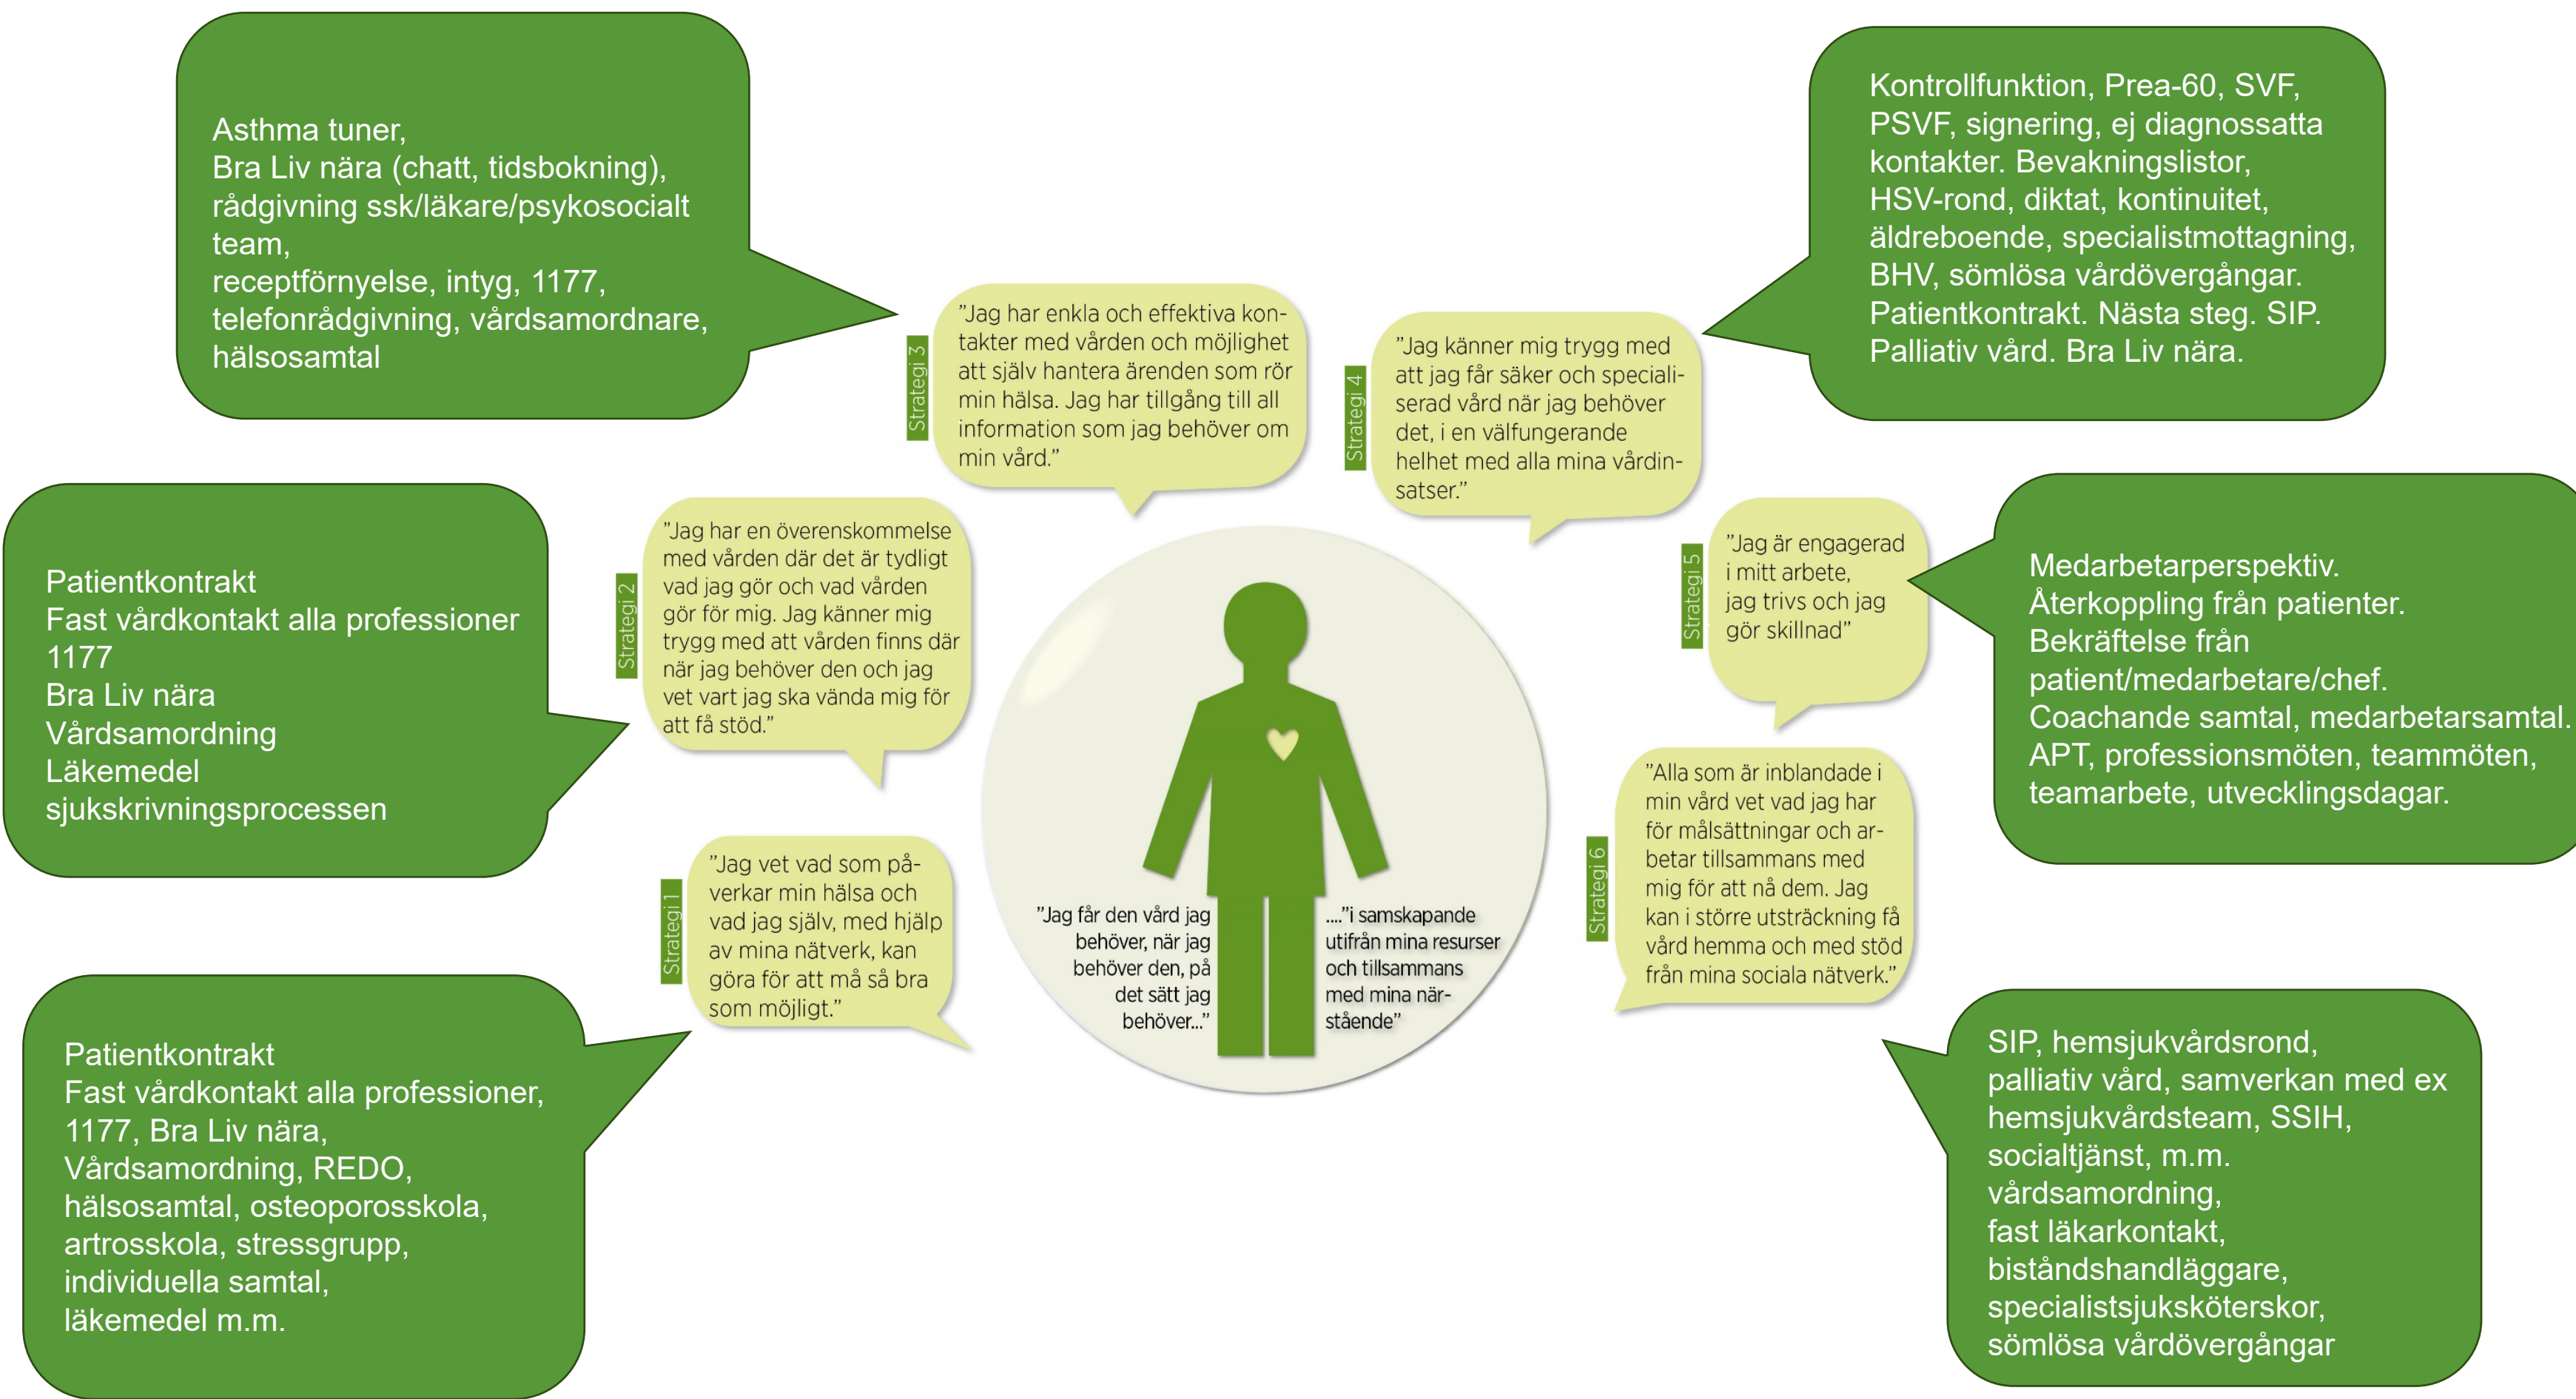 Asthma tuner,
Bra Liv nära (chatt, tidsbokning),
rådgivning ssk/läkare/psykosocialt
team,
receptförnyelse, intyg, 1177,
telefonrådgivning, vårdsamordnare,
hälsosamtal
Kontrollfunktion, Prea-60, SVF,
PSVF, signering, ej diagnossatta
kontakter. Bevakningslistor,
HSV-rond, diktat, kontinuitet,
äldreboende, specialistmottagning,
BHV, sömlösa vårdövergångar.
Patientkontrakt. Nästa steg. SIP.
Palliativ vård. Bra Liv nära.
Strategi 3
"Jag har enkla och effektiva kon-
takter med vården och möjlighet
att själv hantera ärenden som rör
min hälsa. Jag har tillgång till all
information som jag behöver om
min vård."
Strategi 4
"Jag känner mig trygg med
att jag får säker och speciali-
serad vård när jag behöver
det, i en välfungerande
helhet med alla mina vårdin-
satser."
Patientkontrakt
Fast vårdkontakt alla professioner
1177
Bra Liv nära
Vårdsamordning
Läkemedel
sjukskrivningsprocessen
Strategi 2
"Jag har en överenskommelse
med vården där det är tydligt
vad jag gör och vad vården
gör för mig. Jag känner mig
trygg med att vården finns där
när jag behöver den och jag
vet vart jag ska vända mig för
att få stöd."
Strategi 5
"Jag är engagerad
i mitt arbete,
jag trivs och jag
gör skillnad"
Medarbetarperspektiv.
Återkoppling från patienter.
Bekräftelse från
patient/medarbetare/chef.
Coachande samtal, medarbetarsamtal.
APT, professionsmöten, teammöten,
teamarbete, utvecklingsdagar.
Strategi 1
"Jag vet vad som på-
verkar min hälsa och
vad jag själv, med hjälp
av mina nätverk, kan
göra för att må så bra
som möjligt."
"Jag får den vård jag
behöver, när jag
behöver den, på
det sätt jag
behöver..."
...."i samskapande
utifrån mina resurser
och tillsammans
med mina när-
stående"
Strategi 6
"Alla som är inblandade i
min vård vet vad jag har
för målsättningar och ar-
betar tillsammans med
mig för att nå dem. Jag
kan i större utsträckning få
vård hemma och med stöd
från mina sociala nätverk."
Patientkontrakt
Fast vårdkontakt alla professioner,
1177, Bra Liv nära,
Vårdsamordning, REDO,
hälsosamtal, osteoporosskola,
artrosskola, stressgrupp,
individuella samtal,
läkemedel m.m.
SIP, hemsjukvårdsrond,
palliativ vård, samverkan med ex
hemsjukvårdsteam, SSIH,
socialtjänst, m.m.
vårdsamordning,
fast läkarkontakt,
biståndshandläggare,
specialistsjuksköterskor,
sömlösa vårdövergångar